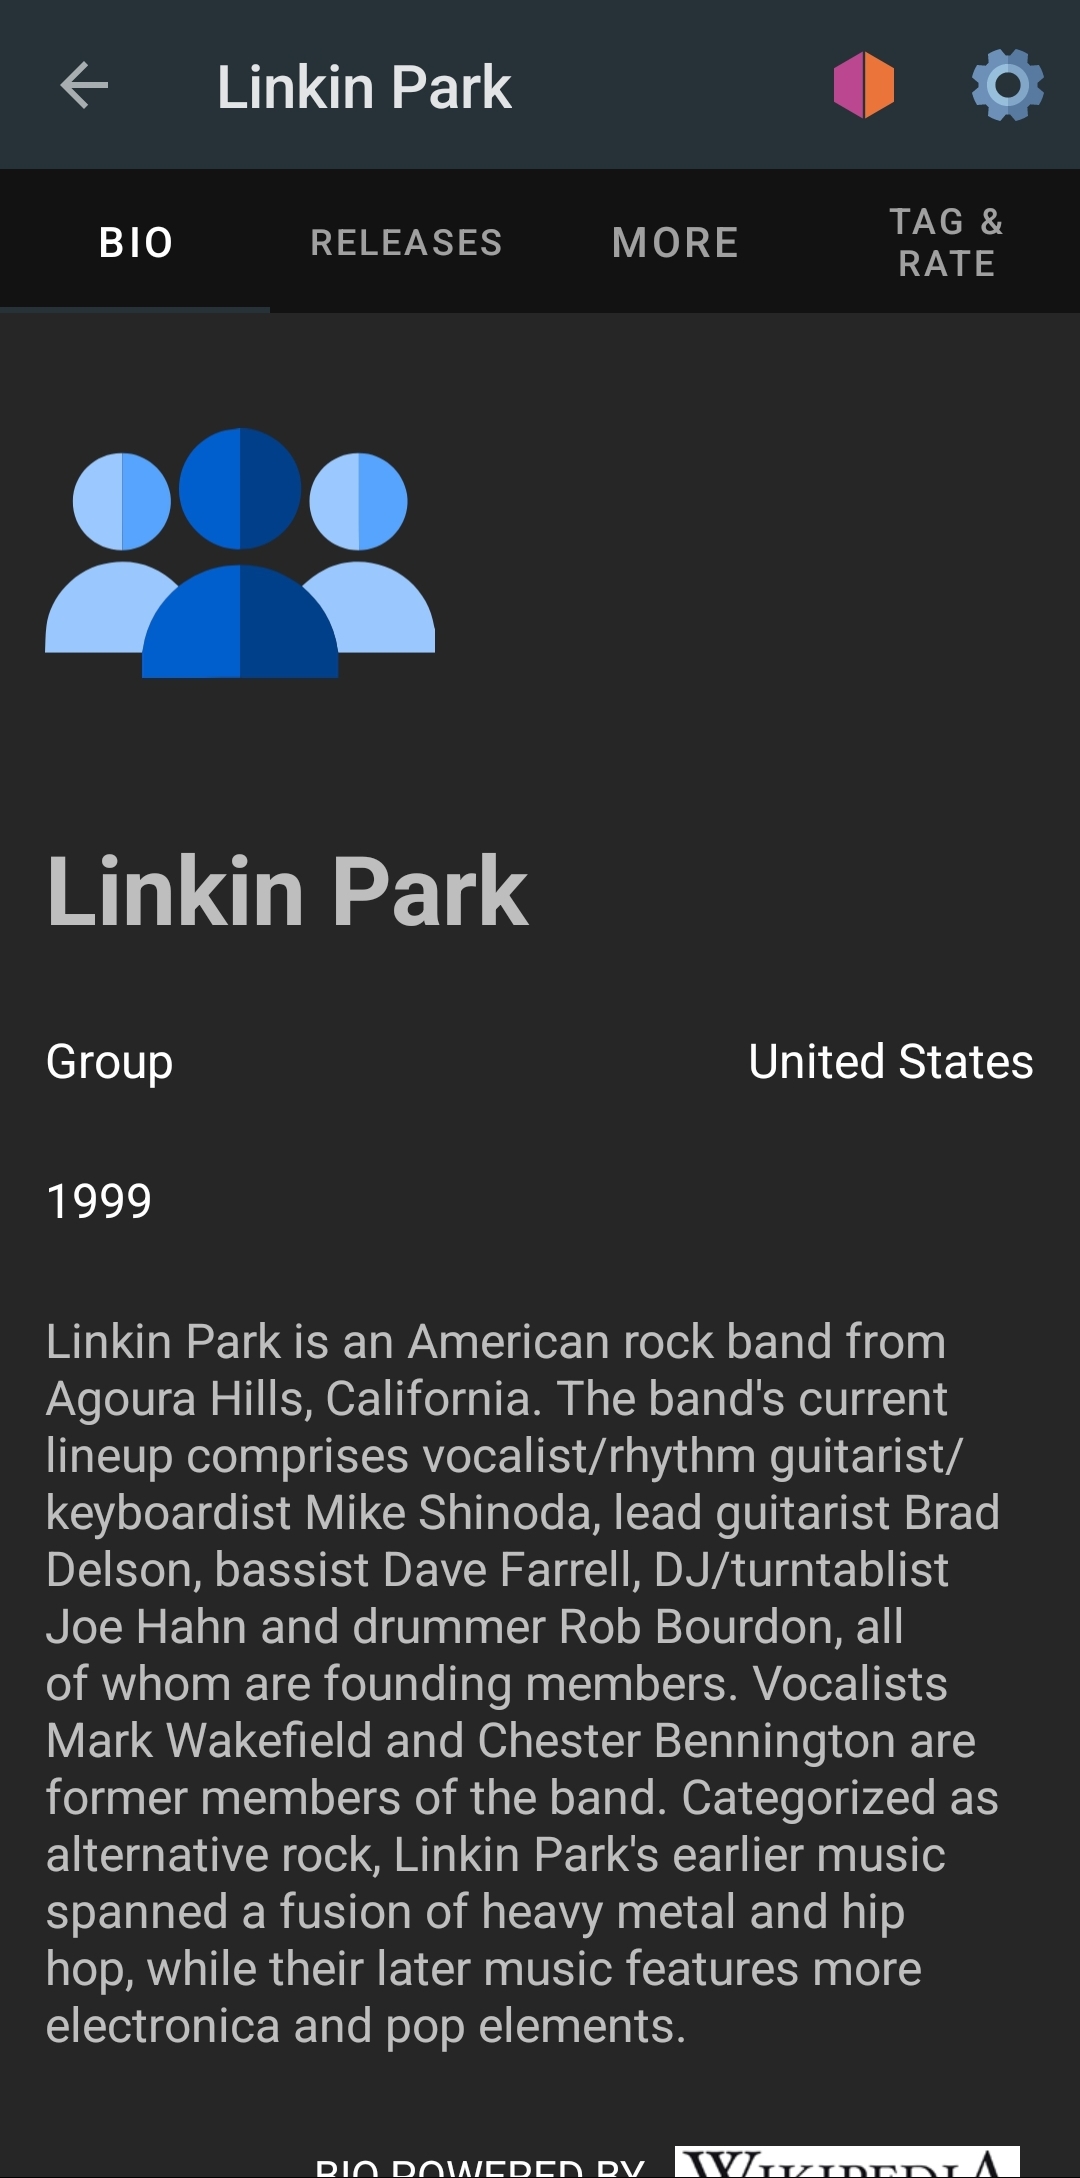 Linkin Park
BIO
RELEASES
MORE
TAG &
RATE
Linkin Park
Group
United States
1999
Linkin Park is an American rock band from
Agoura Hills, California. The band's current
lineup comprises vocalist/rhythm guitarist/
keyboardist Mike Shinoda, lead guitarist Brad
Delson, bassist Dave Farrell, DJ/turntablist
Joe Hahn and drummer Rob Bourdon, all
of whom are founding members. Vocalists
Mark Wakefield and Chester Bennington are
former members of the band. Categorized as
alternative rock, Linkin Park's earlier music
spanned a fusion of heavy metal and hip
hop, while their later music features more
electronica and pop elements.
BIO POWERED BY WIKIPEDIA